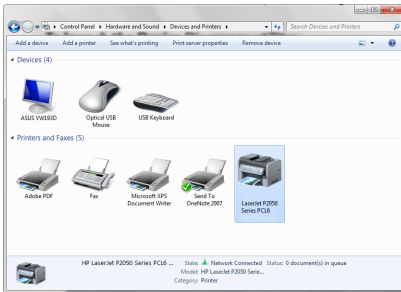 Control Panel ▸ Hardware and Sound ▸ Devices and Printers ▸
Search Devices and Printers
Add a device Add a printer See what's printing Print server properties Remove device
Devices (4)
ASUS VW193D
Optical USB Mouse
USB Keyboard
Printers and Faxes (5)
Adobe PDF
Fax
Microsoft XPS Document Writer
Send To OneNote 2007
LaserJet P2050 Series PCL6
HP LaserJet P2050 Series PCL6 ... State: Network Connected Status: 0 document(s) in queue
Model: HP LaserJet P2050 Serie...
Category: Printer